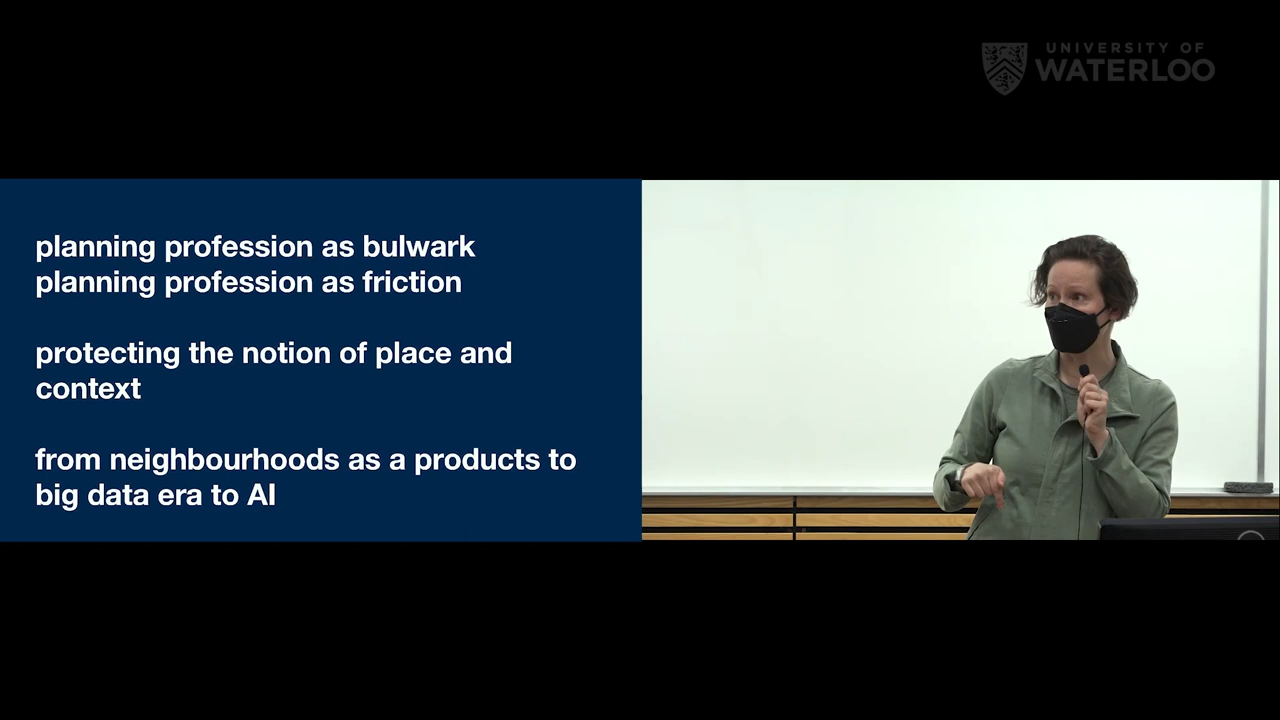 UNIVERSITY OF
WATERLOO
planning profession as bulwark
planning profession as friction
protecting the notion of place and
context
from neighbourhoods as a products to
big data era to AI